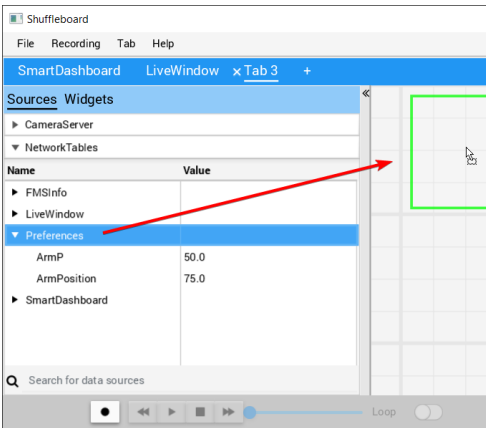 Shuffleboard
File Recording Tab Help
SmartDashboard LiveWindow × Tab 3 +
Sources Widgets «
▶ CameraServer
▼ NetworkTables
Name Value
▶ FMSInfo
▶ LiveWindow
▼ Preferences
ArmP 50.0
ArmPosition 75.0
▶ SmartDashboard
Search for data sources
Loop